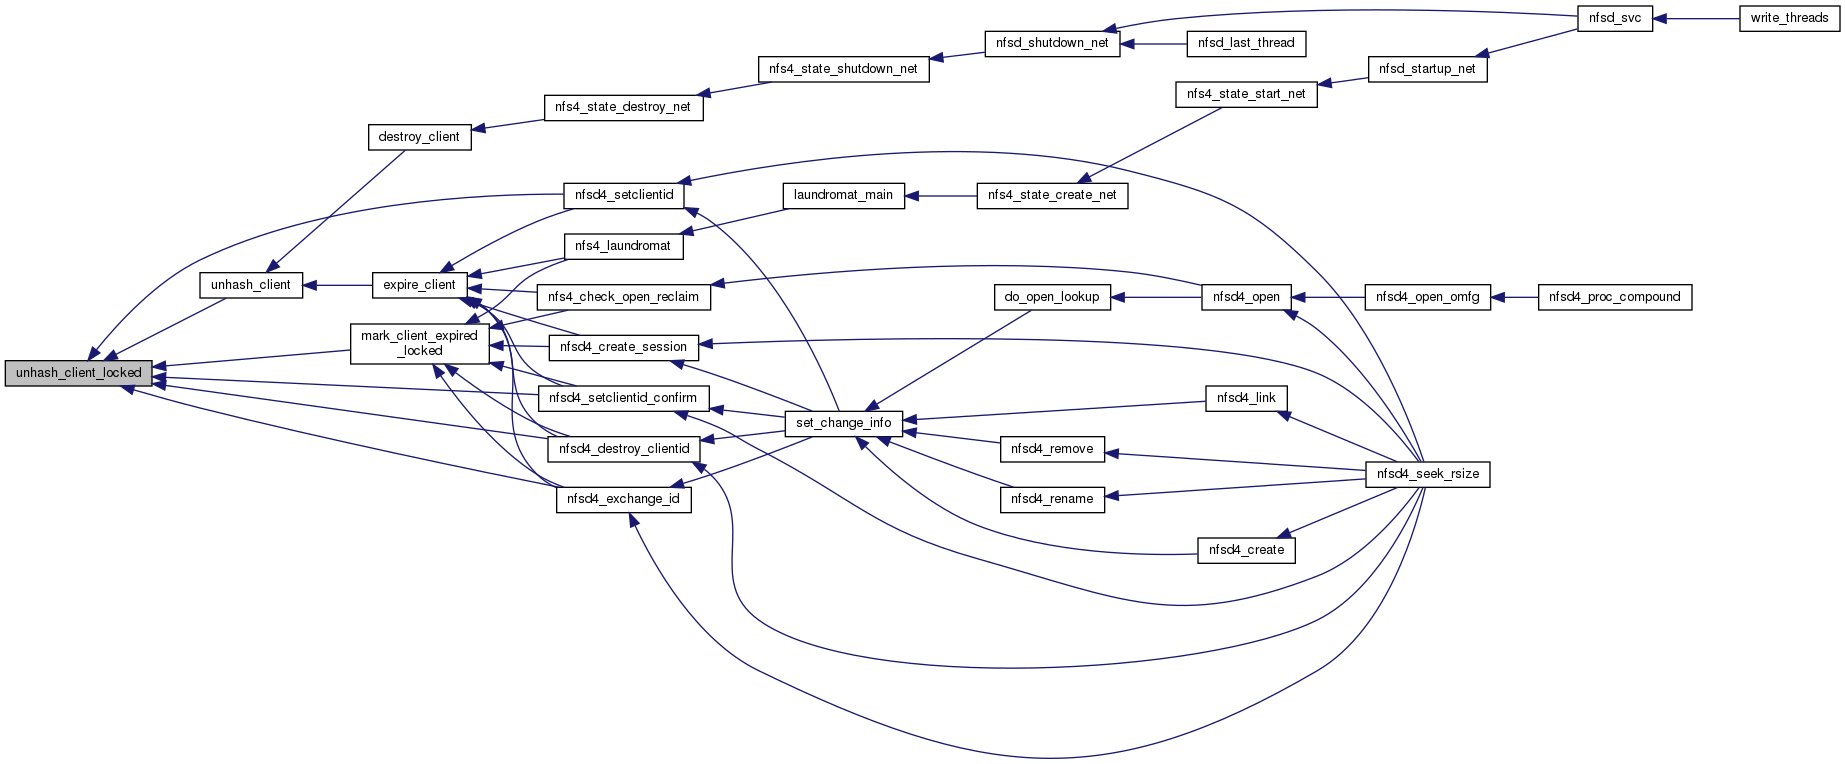 nfsd_svc
write_threads
nfsd_shutdown_net
nfsd_last_thread
nfs4_state_shutdown_net
nfsd_startup_net
nfs4_state_destroy_net
nfs4_state_start_net
destroy_client
nfsd4_setclientid
laundromat_main
nfs4_state_create_net
nfs4_laundromat
unhash_client
expire_client
nfs4_check_open_reclaim
do_open_lookup
nfsd4_open
nfsd4_open_omfg
nfsd4_proc_compound
mark_client_expired
_locked
nfsd4_create_session
unhash_client_locked
nfsd4_setclientid_confirm
nfsd4_link
set_change_info
nfsd4_destroy_clientid
nfsd4_remove
nfsd4_seek_rsize
nfsd4_exchange_id
nfsd4_rename
nfsd4_create